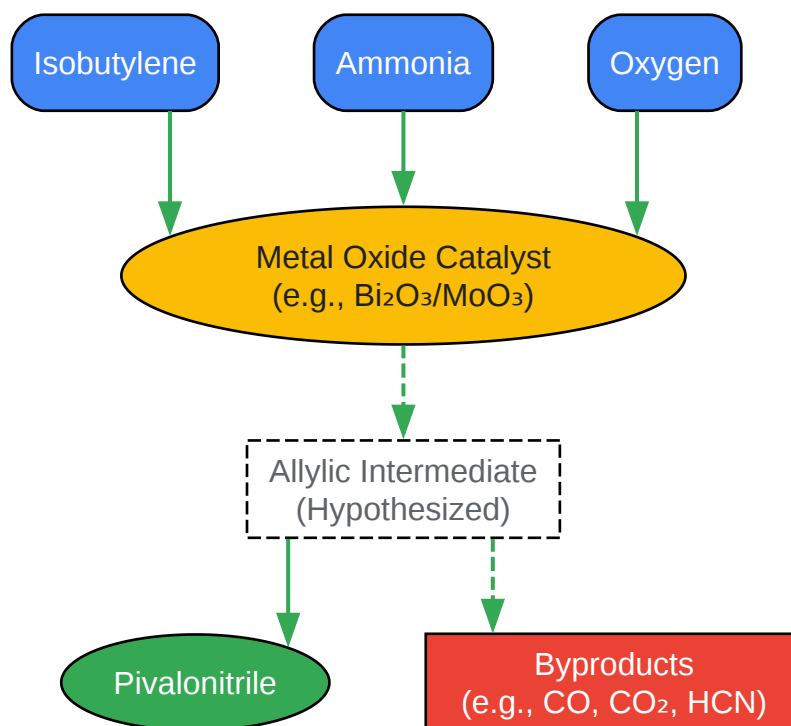 Isobutylene
Ammonia
Oxygen
Metal Oxide Catalyst
(e.g., Bi₂O₃/MoO₃)
Allylic Intermediate
(Hypothesized)
Pivalonitrile
Byproducts
(e.g., CO, CO₂, HCN)